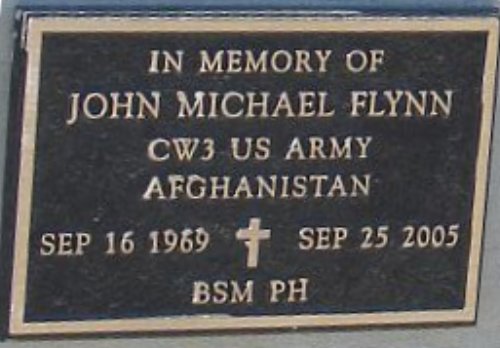 IN MEMORY OF
JOHN MICHAEL FLYNN
CW3 US ARMY
AFGHANISTAN
SEP 16 1969 SEP 25 2005
BSM PH